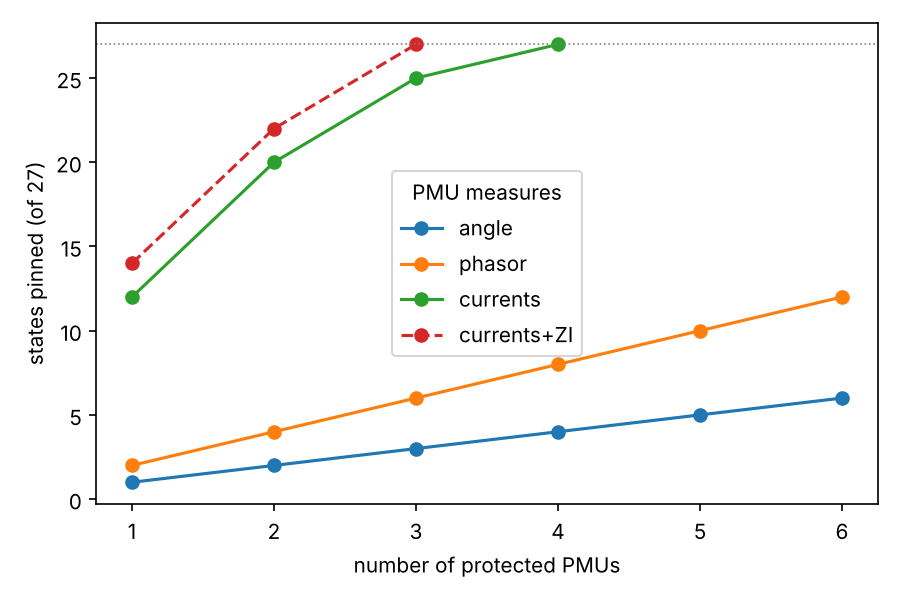 states pinned (of 27)
25
20
15
10
5
0
PMU measures
angle
phasor
currents
currents+ZI
1 2 3 4 5 6
number of protected PMUs